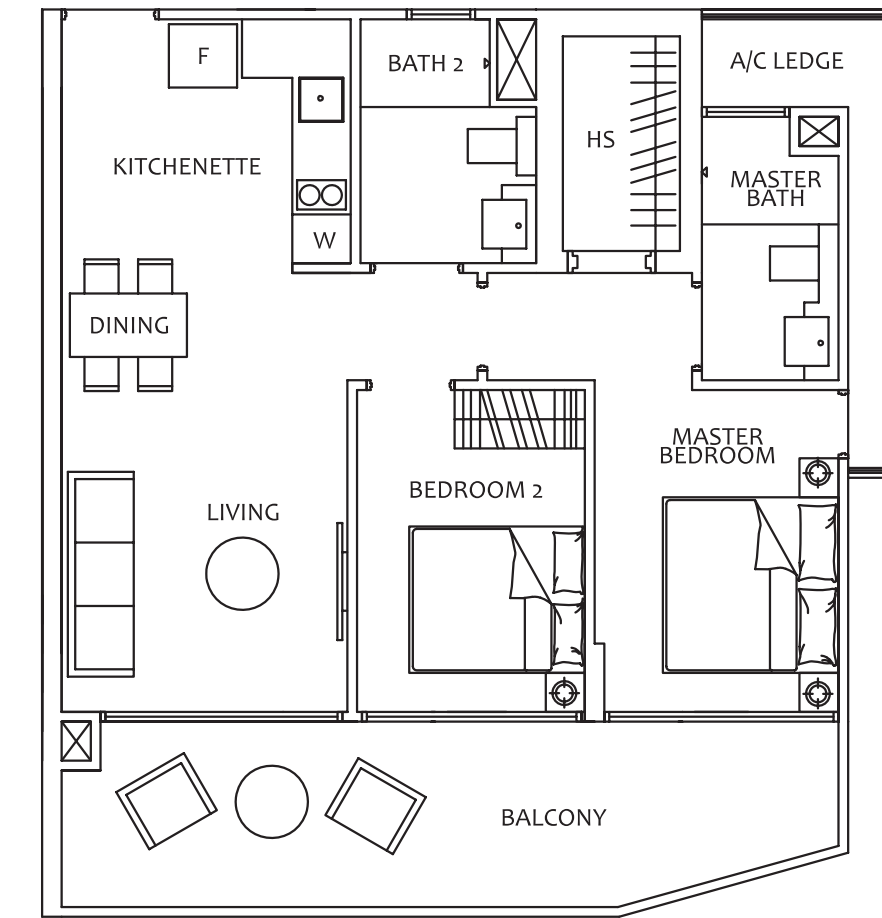 F
BATH 2
A/C LEDGE
HS
KITCHENETTE
MASTER
BATH
W
DINING
MASTER
BEDROOM
BEDROOM 2
LIVING
BALCONY